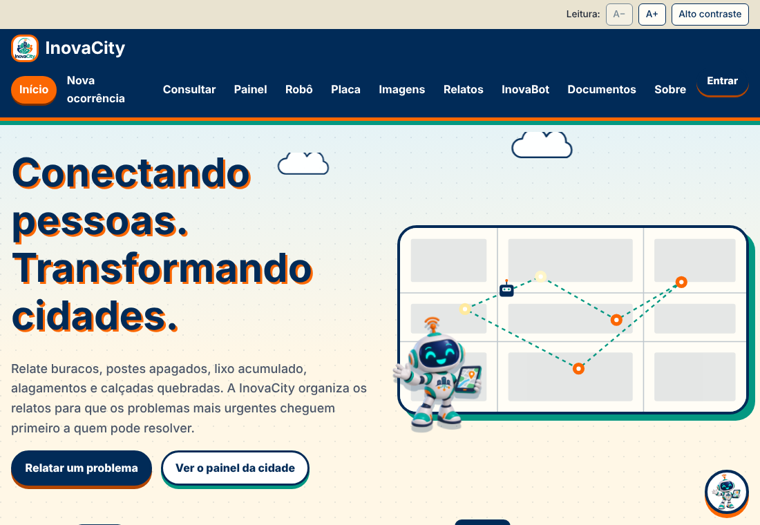 Leitura: A− A+ Alto contraste
InovaCity
Início Nova ocorrência Consultar Painel Robô Placa Imagens Relatos InovaBot Documentos Sobre Entrar
Conectando
pessoas.
Transformando
cidades.
Relate buracos, postes apagados, lixo acumulado,
alagamentos e calçadas quebradas. A InovaCity organiza os
relatos para que os problemas mais urgentes cheguem
primeiro a quem pode resolver.
Relatar um problema Ver o painel da cidade